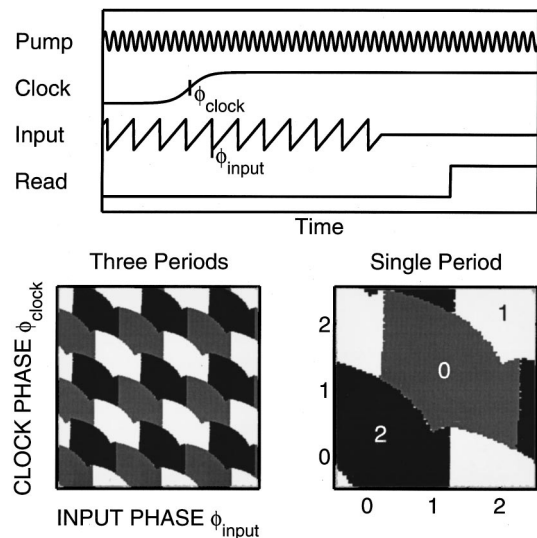 Pump
Clock
ϕclock
Input
ϕinput
Read
Time
Three Periods
Single Period
CLOCK PHASE ϕclock
INPUT PHASE ϕinput
2
1
0
1
0
2
0 1 2